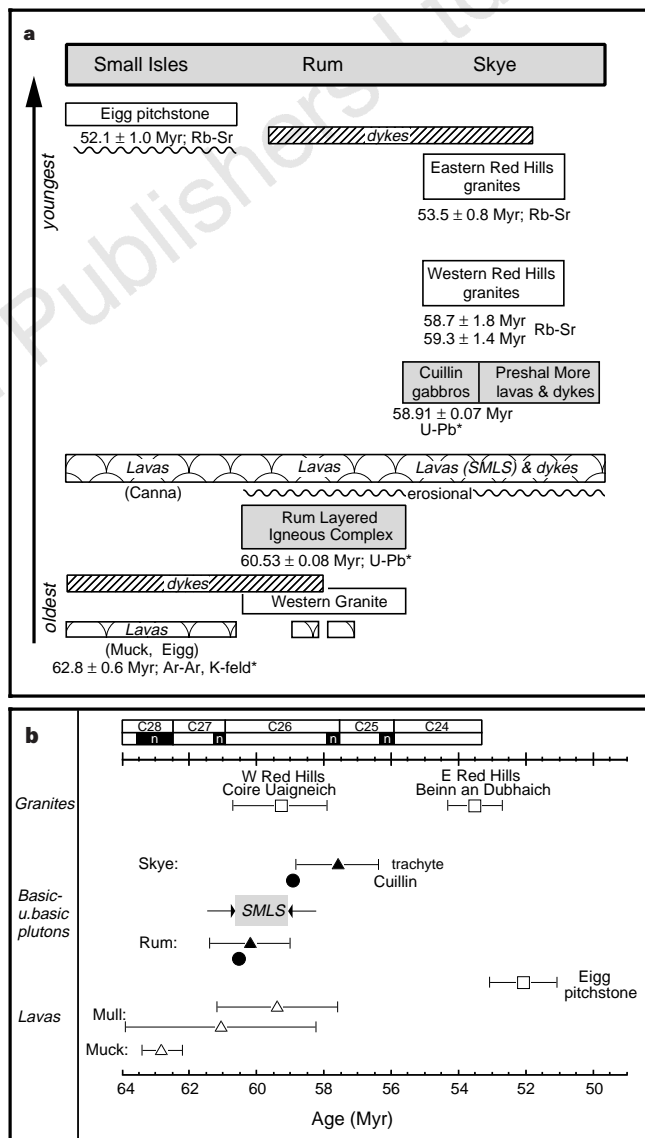 Publishers Ltd
a
Small Isles Rum Skye
youngest
oldest
Eigg pitchstone
52.1 ± 1.0 Myr; Rb-Sr
dykes
Eastern Red Hills
granites
53.5 ± 0.8 Myr; Rb-Sr
Western Red Hills
granites
58.7 ± 1.8 Myr
59.3 ± 1.4 Myr
Rb-Sr
Cuillin
gabbros
Preshal More
lavas & dykes
58.91 ± 0.07 Myr
U-Pb*
Lavas
(Canna)
Lavas
Lavas (SMLS) & dykes
erosional
Rum Layered
Igneous Complex
60.53 ± 0.08 Myr; U-Pb*
dykes
Western Granite
Lavas
(Muck, Eigg)
62.8 ± 0.6 Myr; Ar-Ar, K-feld*
b
C28 C27 C26 C25 C24
n n n n
Granites
W Red Hills
Coire Uaigneich
E Red Hills
Beinn an Dubhaich
Basic-
u.basic
plutons
Skye:
trachyte
Cuillin
SMLS
Rum:
Eigg
pitchstone
Lavas
Mull:
Muck:
64 62 60 58 56 54 52 50
Age (Myr)